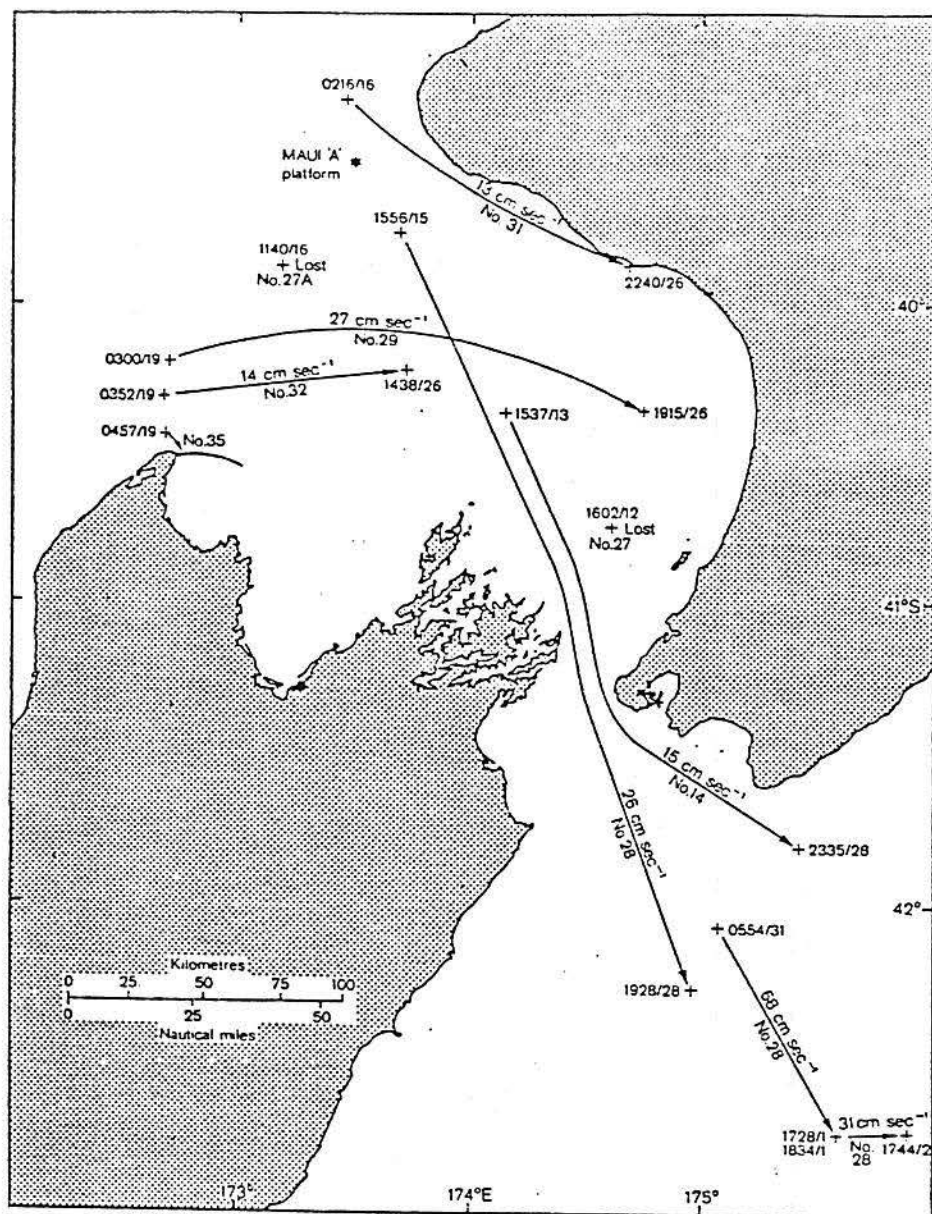 0216/16
MAUI 'A'
platform
13 cm sec⁻¹
No. 31
1556/15
1140/16
Lost
No.27A
2240/26
40°
27 cm sec⁻¹
No.29
0300/19
14 cm sec⁻¹
0352/19
No.32
1438/26
1915/26
1537/13
0457/19
No.35
1602/12
Lost
No.27
41°S
15 cm sec⁻¹
No.14
26 cm sec⁻¹
No.28
2335/28
42°
0554/31
Kilometres
0 25 50 75 100
0 25 50
Nautical miles
1928/28
68 cm sec⁻¹
No.28
1728/1
1834/1
31cm sec⁻¹
No.
28
1744/2
173°
174°E
175°